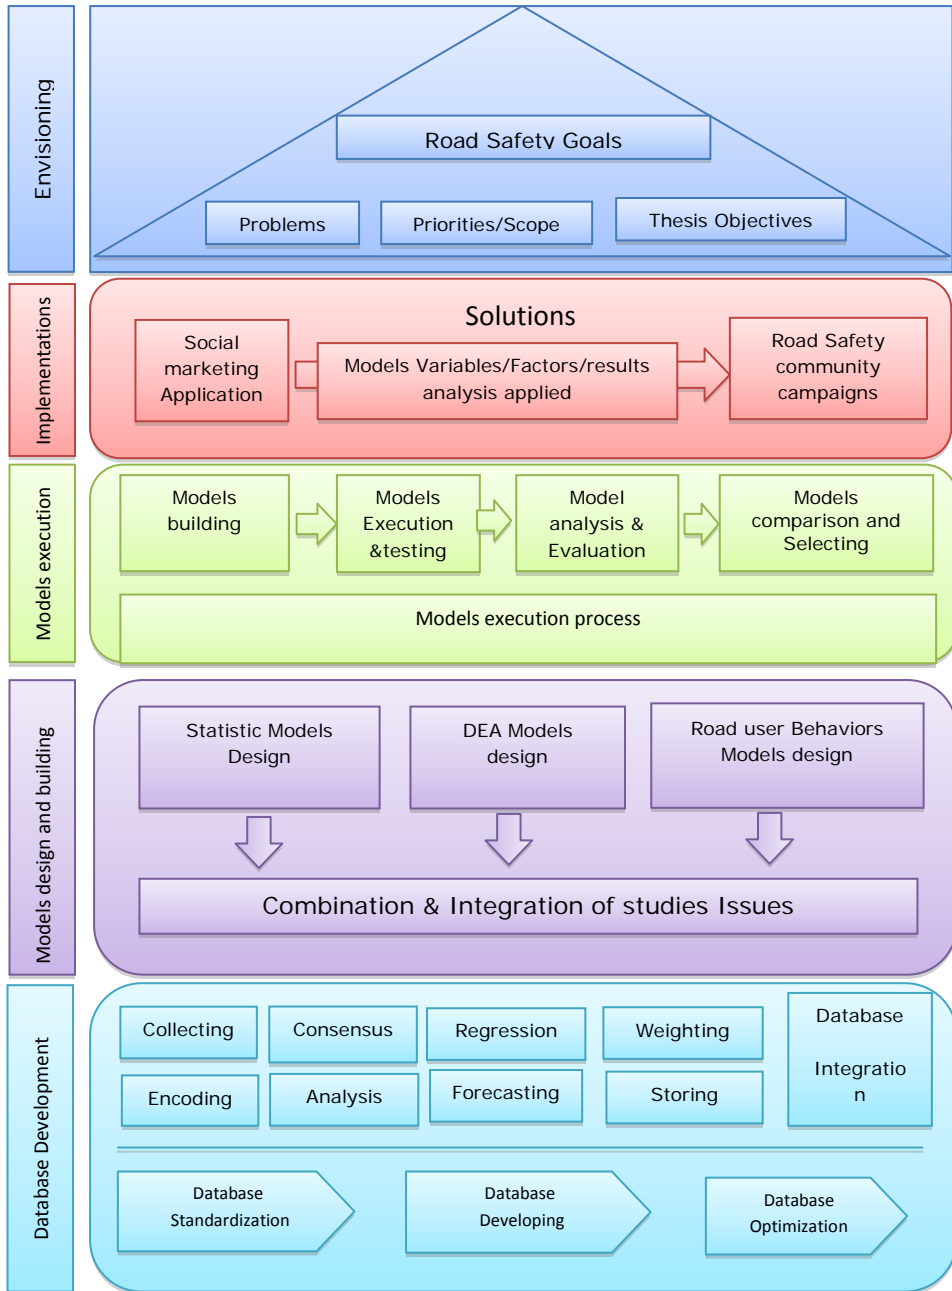 Envisioning
Road Safety Goals
Problems
Priorities/Scope
Thesis Objectives
Implementations
Solutions
Social
marketing
Application
Models Variables/Factors/results
analysis applied
Road Safety
community
campaigns
Models execution
Models
building
Models
Execution
&testing
Model
analysis &
Evaluation
Models
comparison and
Selecting
Models execution process
Models design and building
Statistic Models
Design
DEA Models
design
Road user Behaviors
Models design
Combination & Integration of studies Issues
Database Development
Collecting
Consensus
Regression
Weighting
Database
Integratio
n
Encoding
Analysis
Forecasting
Storing
Database
Standardization
Database
Developing
Database
Optimization